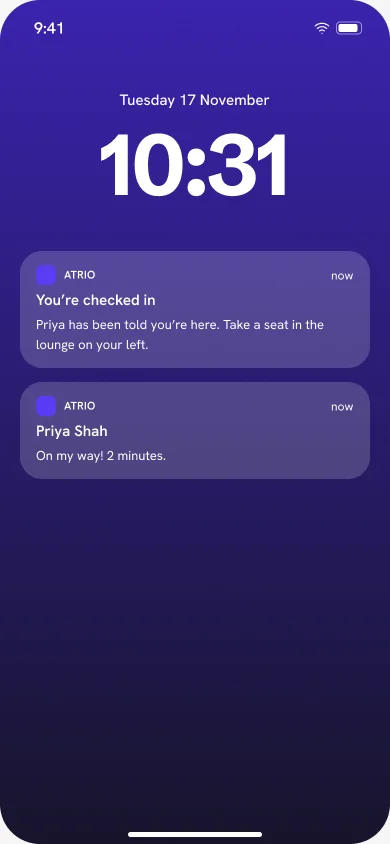 9:41
Tuesday 17 November
10:31
ATRIO
now
You’re checked in
Priya has been told you’re here. Take a seat in the
lounge on your left.
ATRIO
now
Priya Shah
On my way! 2 minutes.